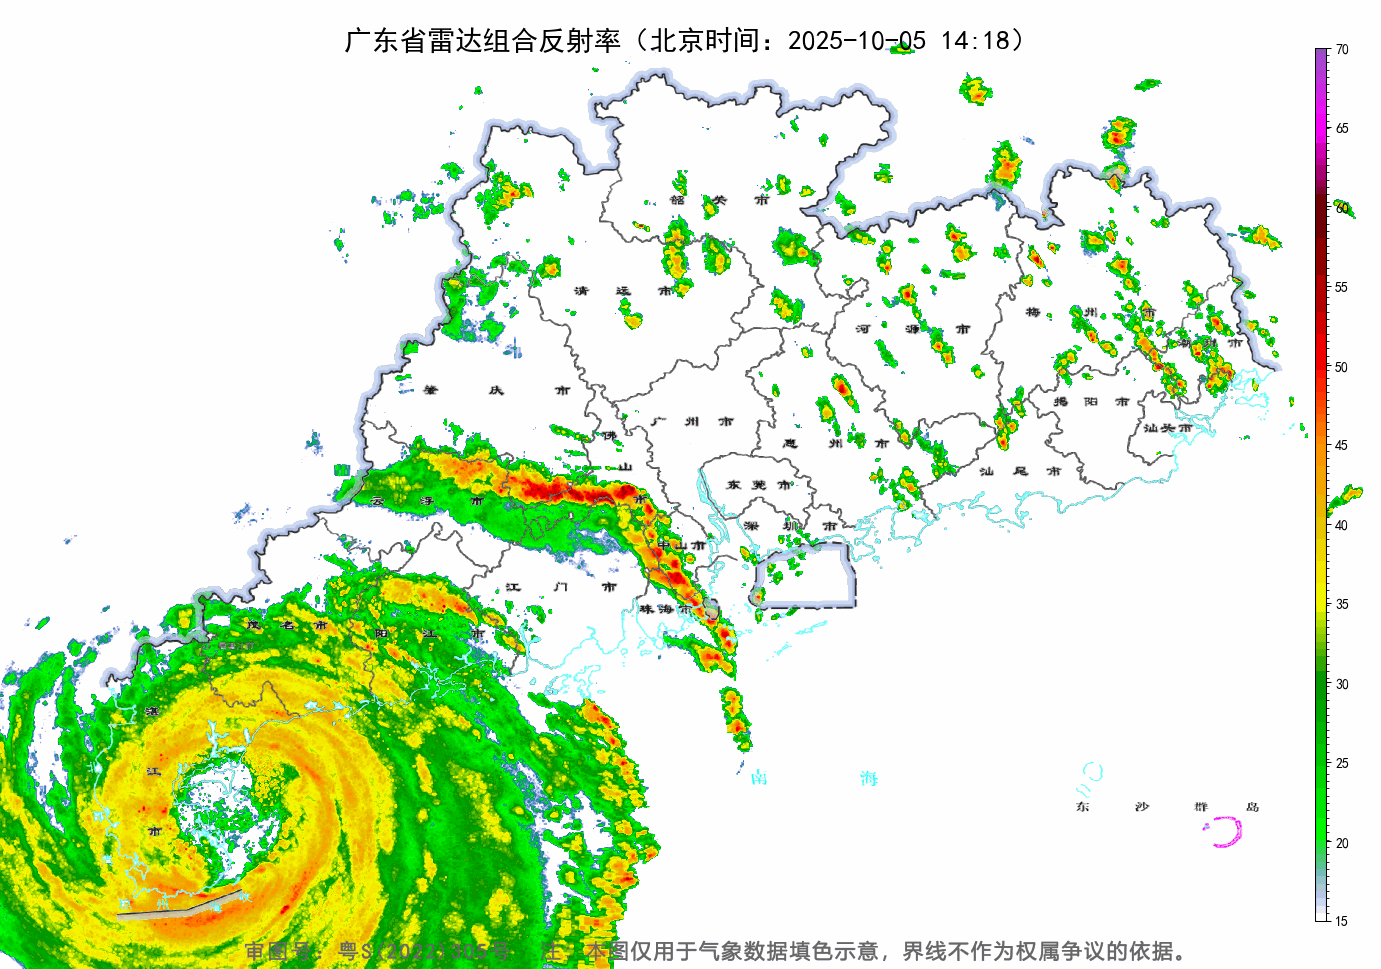 广东省雷达组合反射率（北京时间：2025-10-05 14:18）
70
65
60
55
50
45
40
35
30
25
20
15
韶 关 市
清 远 市
河 源 市
梅 州 市
潮 州 市
肇 庆 市
广 州 市
佛 山 市
惠 州 市
揭 阳 市
汕头市
汕 尾 市
东 莞 市
云 浮 市
深 圳 市
中山市
江 门 市
珠海市
茂 名 市
阳 江 市
湛 江 市
南 海
东 沙 群 岛
审图号：粤S(2022)305号 注：本图仅用于气象数据填色示意，界线不作为权属争议的依据。